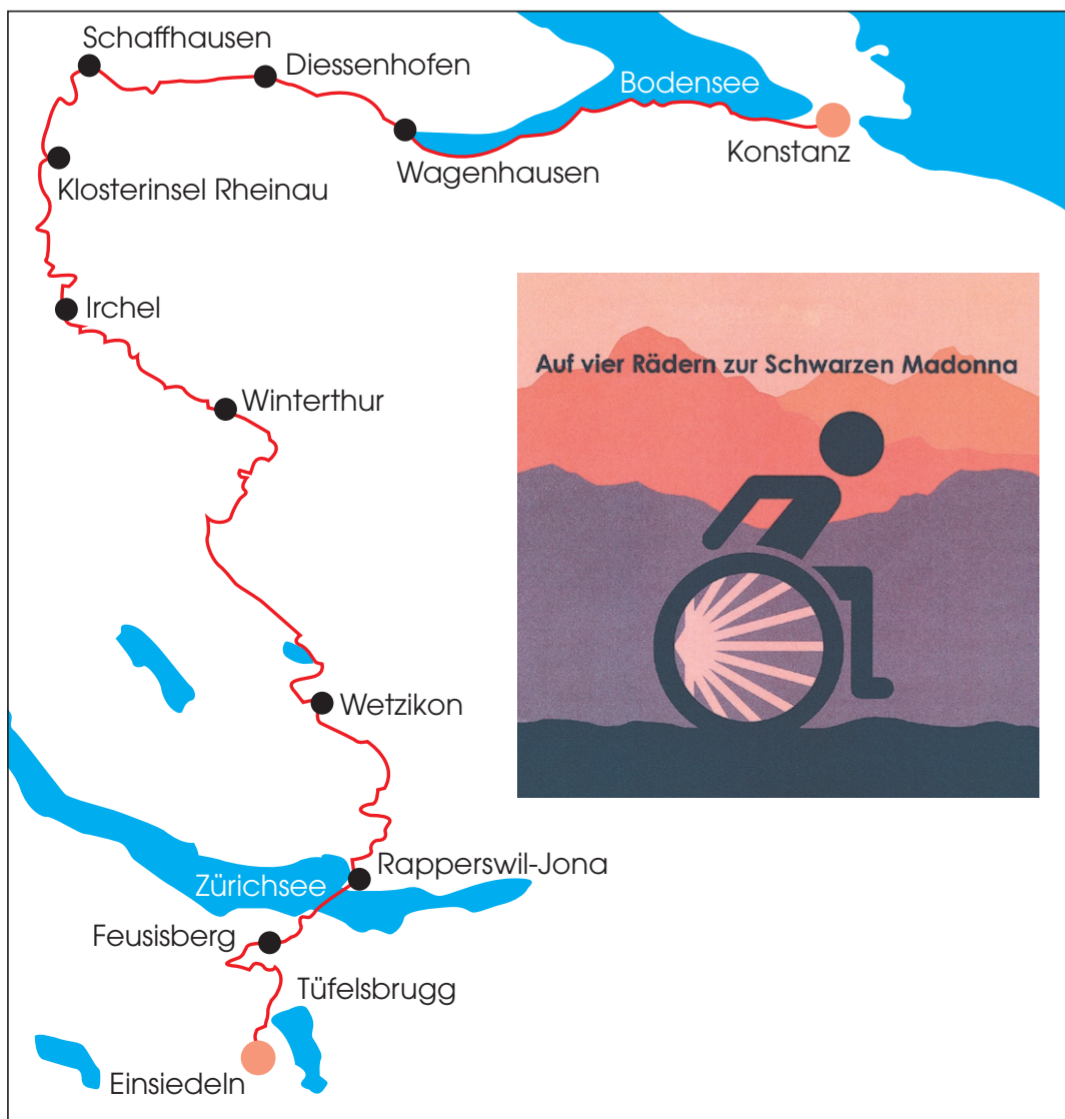 Schaffhausen
Diessenhofen
Bodensee
Konstanz
Wagenhausen
Klosterinsel Rheinau
Irchel
Auf vier Rädern zur Schwarzen Madonna
Winterthur
Wetzikon
Rapperswil-Jona
Zürichsee
Feusisberg
Tüfelsbrugg
Einsiedeln